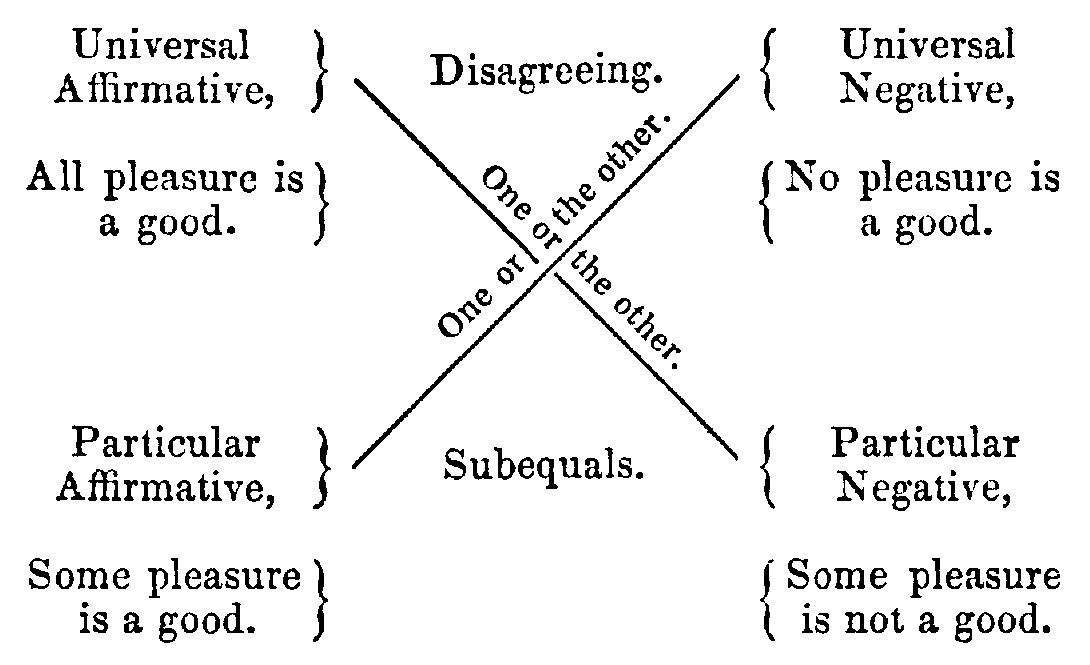 Universal
Affirmative,
Disagreeing.
Universal
Negative,
All pleasure is
a good.
No pleasure is
a good.
One or the other.
One or the other.
Particular
Affirmative,
Subequals.
Particular
Negative,
Some pleasure
is a good.
Some pleasure
is not a good.